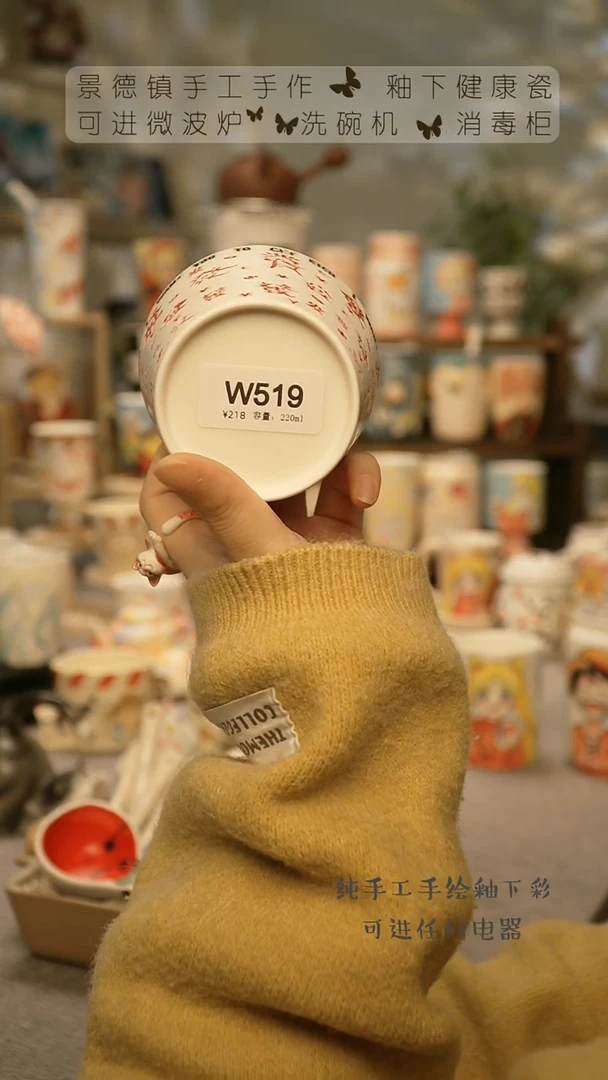 景德镇手工手作 釉下健康瓷
可进微波炉 洗碗机 消毒柜
W519
¥218 容量: 220ml
THEMO
COLLEG
纯手工手绘釉下彩
可进任何电器